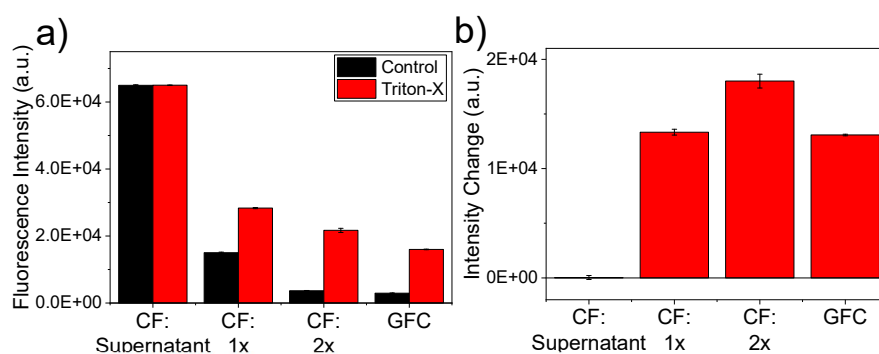 a)
Fluorescence Intensity (a.u.)
6.0E+04
4.0E+04
2.0E+04
0.0E+00
Control
Triton-X
CF:
Supernatant
CF:
1x
CF:
2x
GFC
b)
Intensity Change (a.u.)
2E+04
1E+04
0E+00
CF:
Supernatant
CF:
1x
CF:
2x
GFC